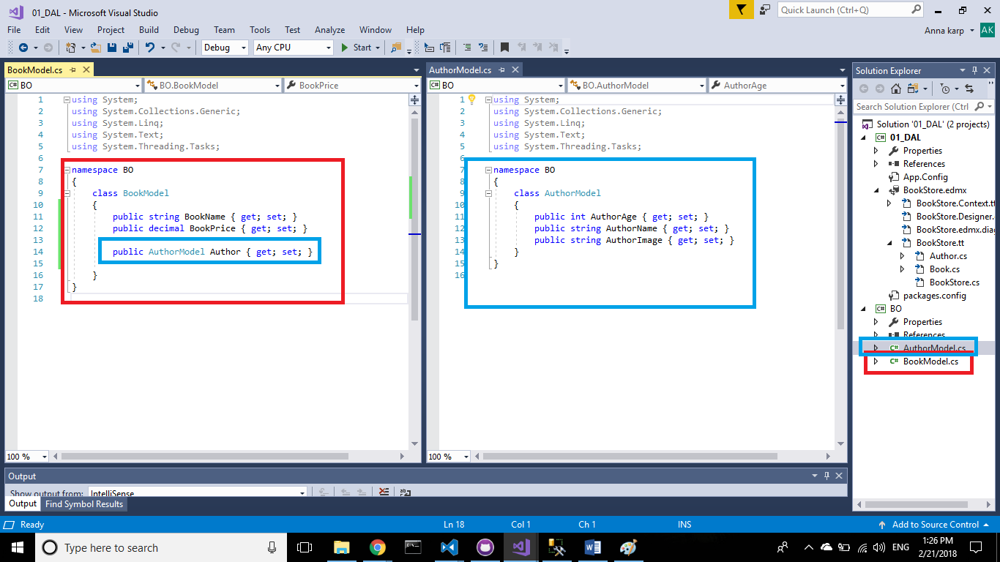 01_DAL - Microsoft Visual Studio
Quick Launch (Ctrl+Q)
File Edit View Project Build Debug Team Tools Test Analyze Window Help
Anna karp AK
Debug Any CPU Start
BookModel.cs
BO BO.BookModel BookPrice
1 using System;
2 using System.Collections.Generic;
3 using System.Linq;
4 using System.Text;
5 using System.Threading.Tasks;
6
7 namespace BO
8 {
9 class BookModel
10 {
11 public string BookName { get; set; }
12 public decimal BookPrice { get; set; }
13
14 public AuthorModel Author { get; set; }
15
16 }
17 }
18
100 %
AuthorModel.cs
BO BO.AuthorModel AuthorAge
1 using System;
2 using System.Collections.Generic;
3 using System.Linq;
4 using System.Text;
5 using System.Threading.Tasks;
6
7 namespace BO
8 {
9 class AuthorModel
10 {
11 public int AuthorAge { get; set; }
12 public string AuthorName { get; set; }
13 public string AuthorImage { get; set; }
14 }
15 }
16
100 %
Solution Explorer
Search Solution Explorer (Ctrl
Solution '01_DAL' (2 projects)
C# 01_DAL
Properties
References
App.Config
BookStore.edmx
BookStore.Context.tt
BookStore.Designer.
BookStore.edmx.diag
BookStore.tt
Author.cs
Book.cs
BookStore.cs
packages.config
C# BO
Properties
References
C# AuthorModel.cs
C# BookModel.cs
Output
Show output from: IntelliSense
Output Find Symbol Results
Ready Ln 18 Col 1 Ch 1 INS Add to Source Control
Type here to search
ENG
1:26 PM
2/21/2018